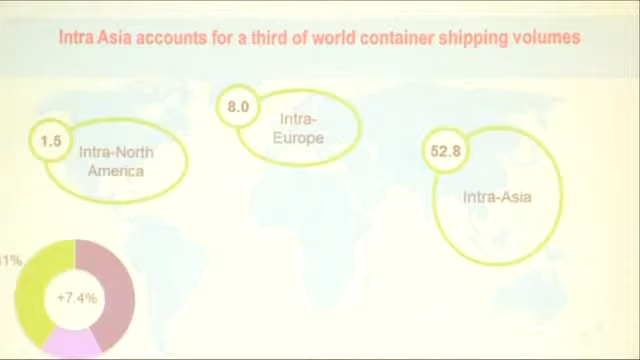 Intra Asia accounts for a third of world container shipping volumes
8.0
Intra-
Europe
1.5
Intra-North
America
52.8
Intra-Asia
+7.4%